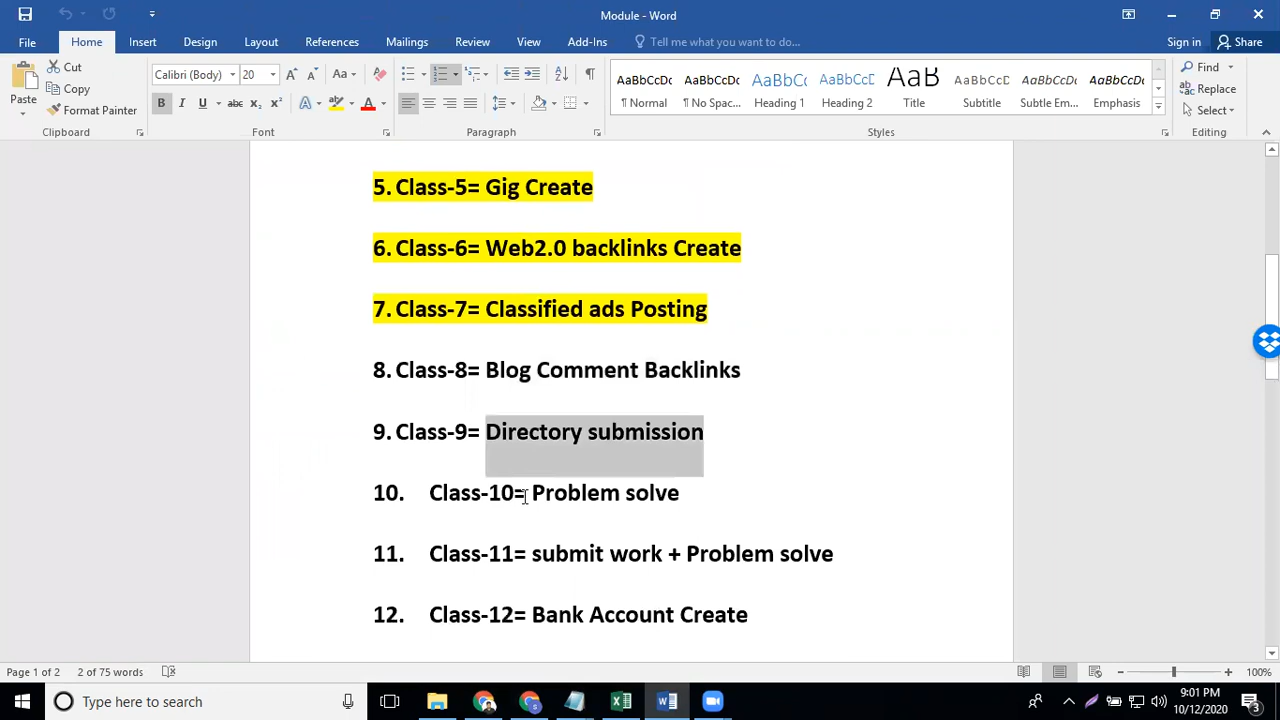 Module - Word
File Home Insert Design Layout References Mailings Review View Add-Ins Tell me what you want to do... Sign in Share
Paste Cut Copy Format Painter
Calibri (Body) 20
AaBbCcDc AaBbCcDc AaBbCc AaBbCcL AaB AaBbCcD AaBbCcDc AaBbCcDc
¶ Normal ¶ No Spac... Heading Heading 2 Title Subtitle Subtle Em... Emphasis
Find Replace Select
Clipboard Font Paragraph Styles Editing
5. Class-5= Gig Create
6. Class-6= Web2.0 backlinks Create
7. Class-7= Classified ads Posting
8. Class-8= Blog Comment Backlinks
9. Class-9= Directory submission
10. Class-10= Problem solve
11. Class-11= submit work + Problem solve
12. Class-12= Bank Account Create
Page 1 of 2 2 of 75 words 100%
Type here to search
9:01 PM
10/12/2020
3